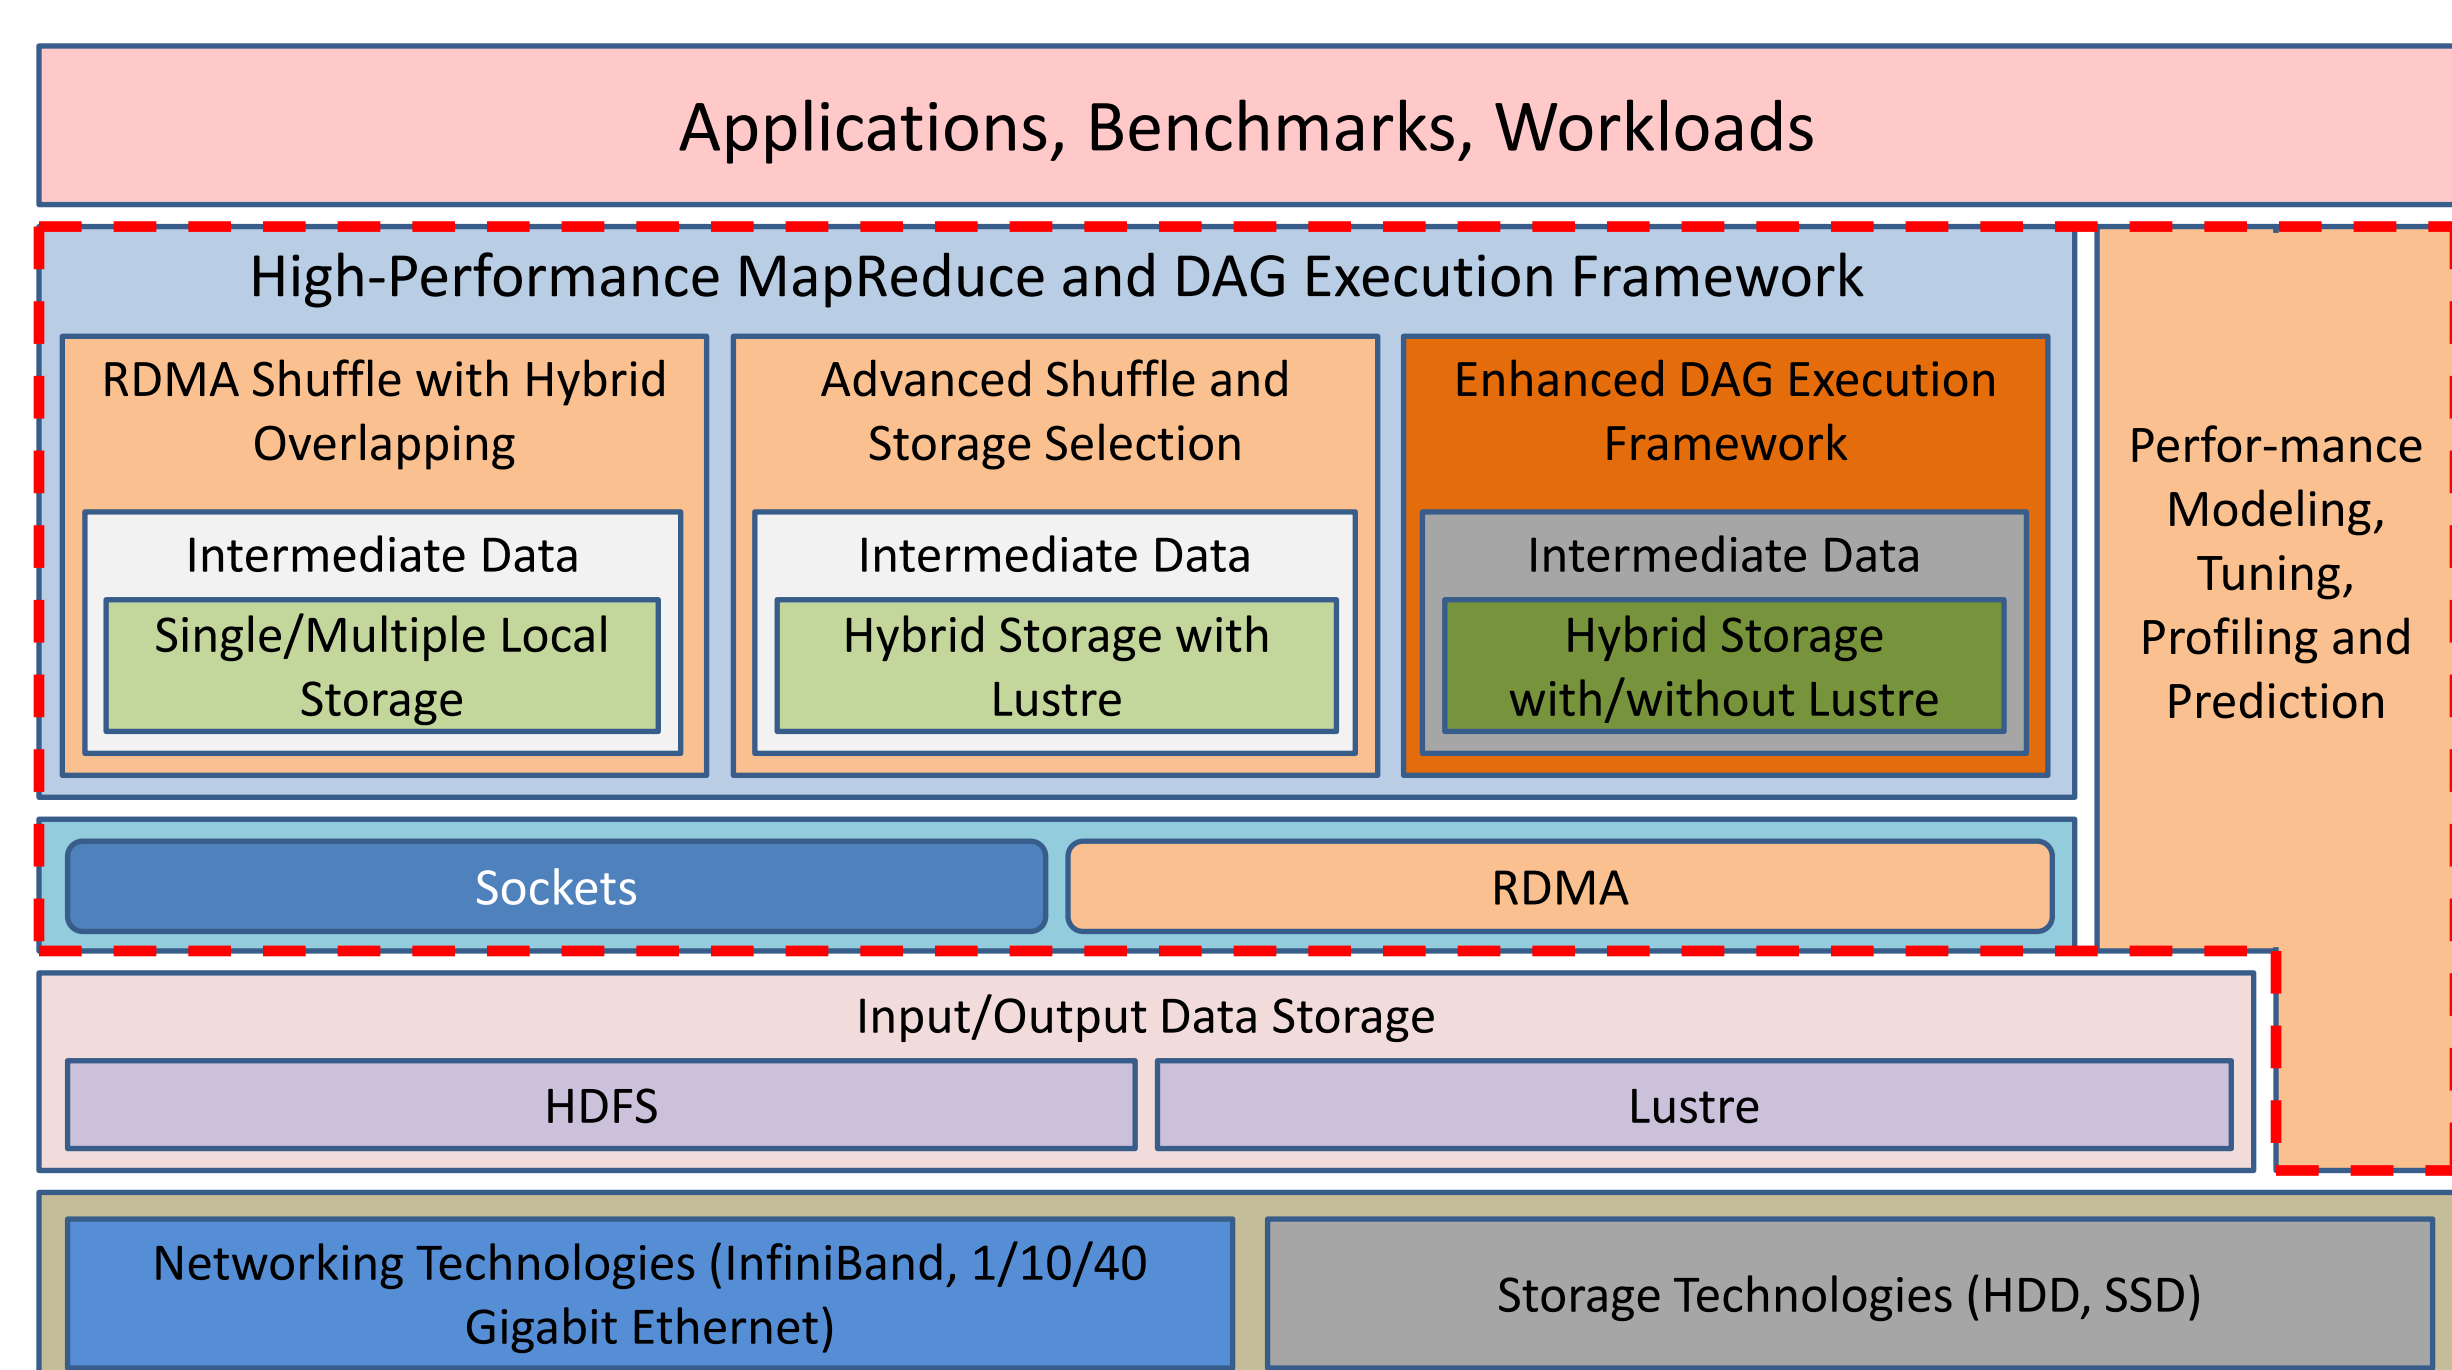 Applications, Benchmarks, Workloads
High-Performance MapReduce and DAG Execution Framework
RDMA Shuffle with Hybrid
Overlapping
Intermediate Data
Single/Multiple Local
Storage
Advanced Shuffle and
Storage Selection
Intermediate Data
Hybrid Storage with
Lustre
Enhanced DAG Execution
Framework
Intermediate Data
Hybrid Storage
with/without Lustre
Perfor-mance
Modeling,
Tuning,
Profiling and
Prediction
Sockets
RDMA
Input/Output Data Storage
HDFS
Lustre
Networking Technologies (InfiniBand, 1/10/40
Gigabit Ethernet)
Storage Technologies (HDD, SSD)